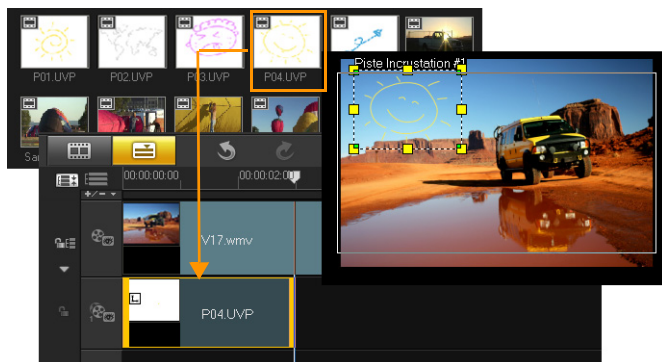 P01.UVP
P02.UVP
P03.UVP
P04.UVP
Piste Incrustation #1
00:00:00:00
00:00:02:00
+/-
V17.wmv
P04.UVP